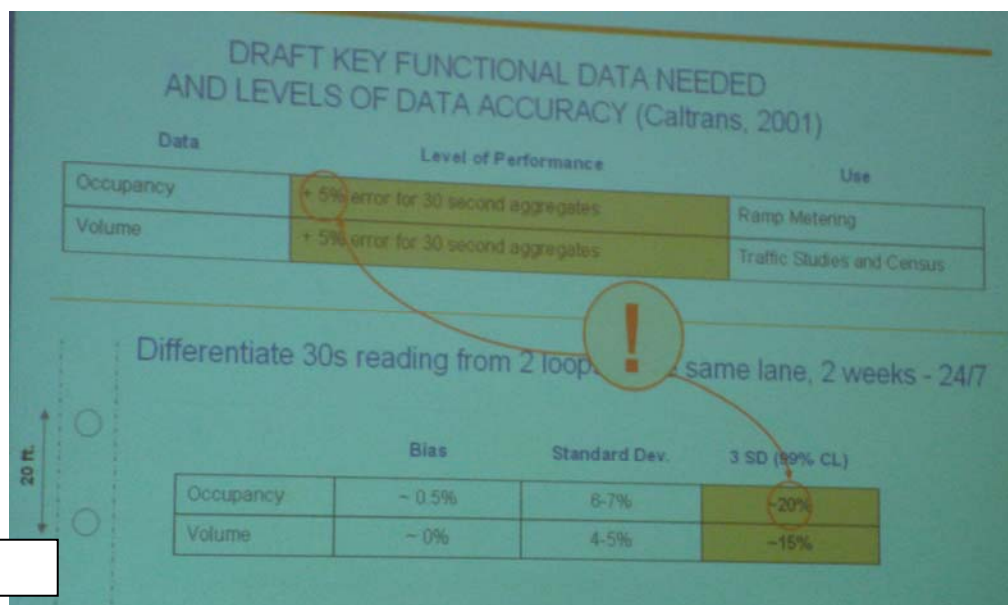 DRAFT KEY FUNCTIONAL DATA NEEDED
AND LEVELS OF DATA ACCURACY (Caltrans, 2001)
Data Level of Performance Use
Occupancy + 5% error for 30 second aggregates Ramp Metering
Volume + 5% error for 30 second aggregates Traffic Studies and Census
!
Differentiate 30s reading from 2 loop same lane, 2 weeks - 24/7
20 ft.
Bias Standard Dev. 3 SD (99% CL)
Occupancy ~ 0.5% 6-7% ~20%
Volume ~ 0% 4-5% ~15%